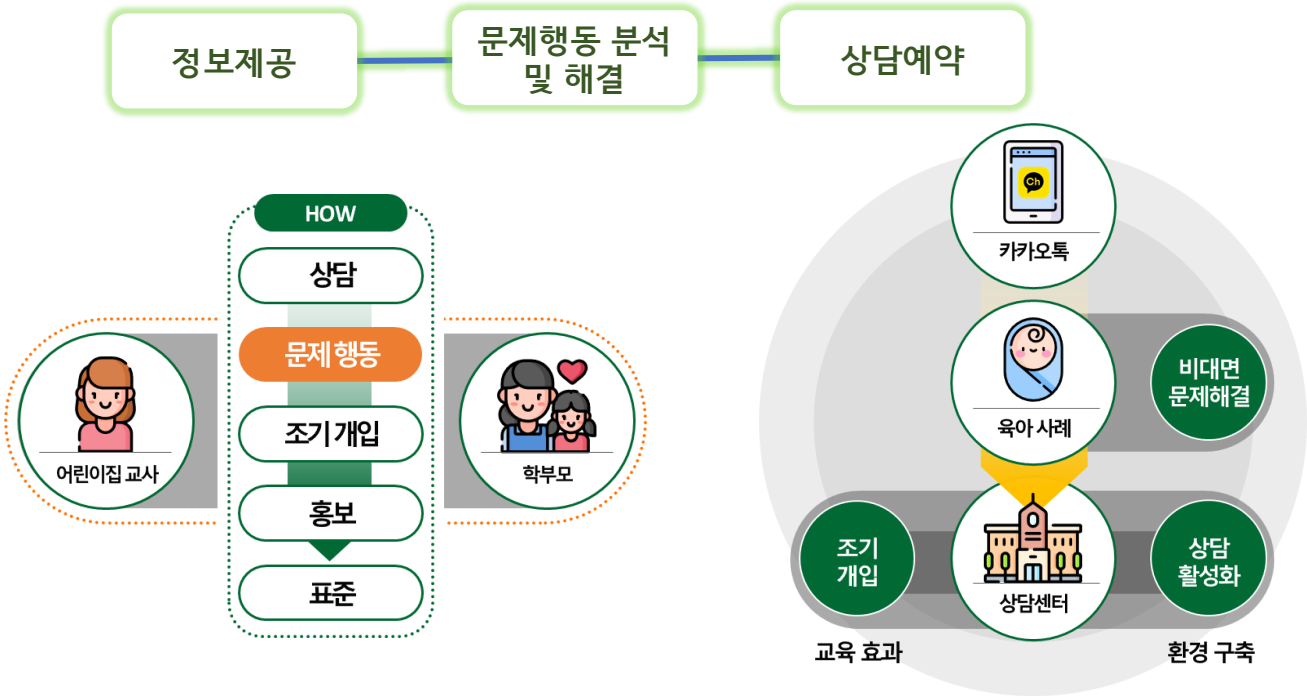 정보제공
문제행동 분석
및 해결
상담예약
HOW
상담
문제 행동
조기 개입
홍보
표준
어린이집 교사
학부모
Ch
카카오톡
육아 사례
비대면
문제해결
조기
개입
상담센터
상담
활성화
교육 효과
환경 구축